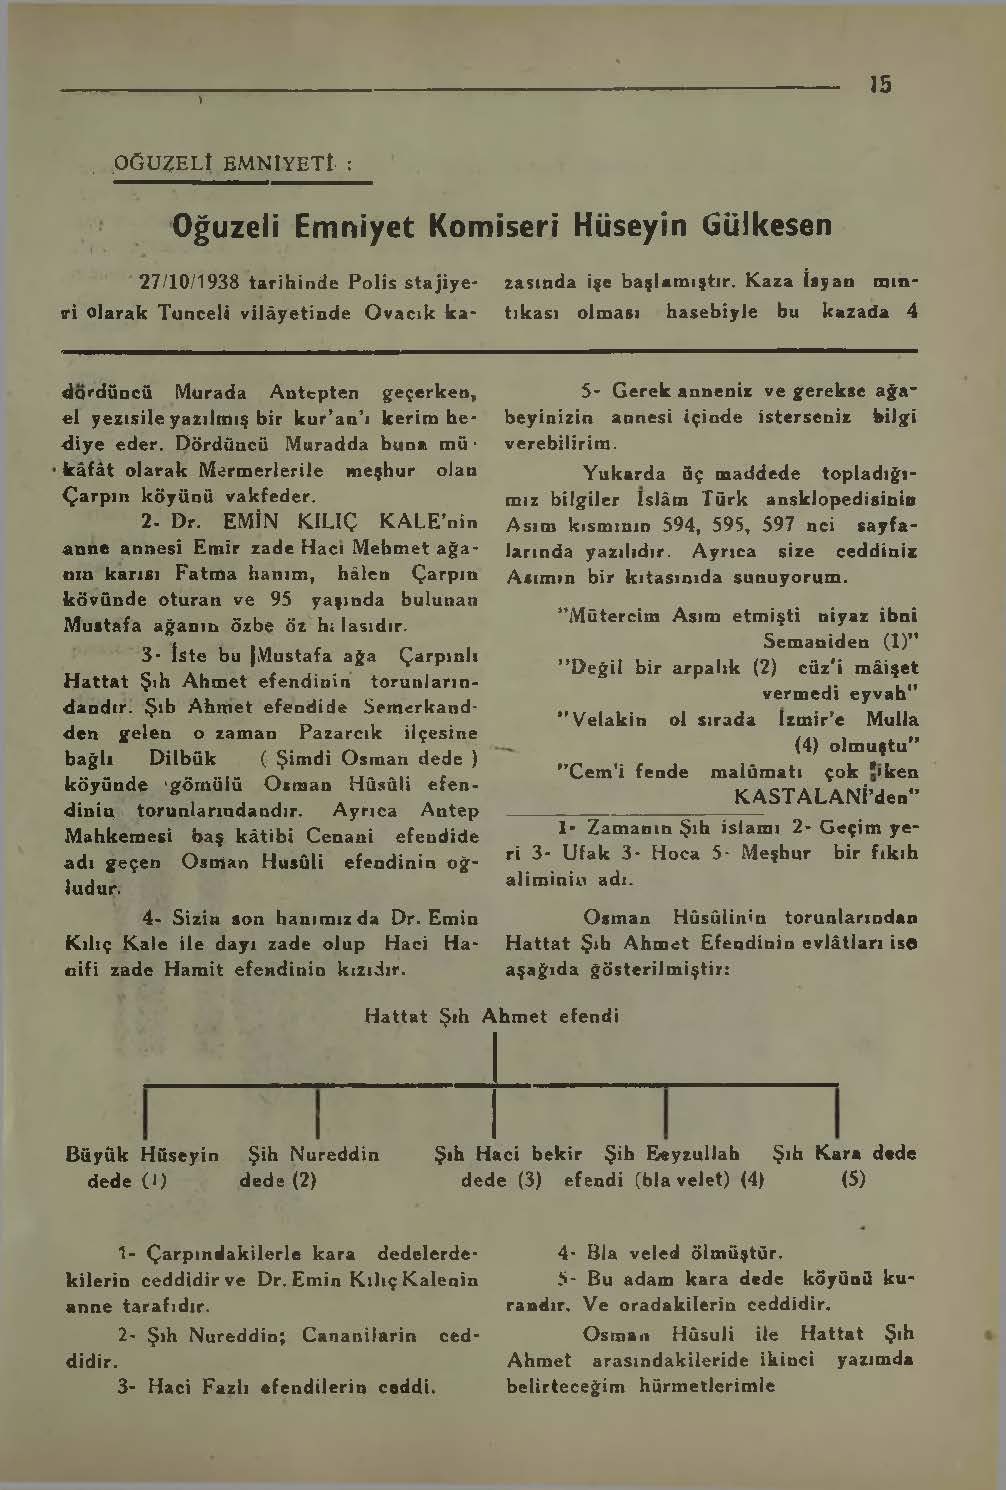 15
OĞUZELİ EMNİYETİ :
Oğuzeli Emniyet Komiseri Hüseyin Gülkesen
27/10/1938 tarihinde Polis stajiye-
ri olarak Tunceli vilâyetinde Ovacık ka-
zasında işe başlamıştır. Kaza İsyan mın-
tıkası olması hasebiyle bu kazada 4
dördüncü Murada Antepten geçerken,
el yezısile yazılmış bir kur'an'ı kerim he-
diye eder. Dördüncü Muradda buna mü-
kâfât olarak Mermerlerile meşhur olan
Çarpın köyünü vakfeder.
2- Dr. EMİN KILIÇ KALE'nin
anne annesi Emir zade Haci Mehmet ağa-
nın karısı Fatma hanım, hâlen Çarpın
kövünde oturan ve 95 yaşında bulunan
Mustafa ağanın özbe öz halasıdır.
3- İste bu Mustafa ağa Çarpınlı
Hattat Şıh Ahmet efendinin torunların-
dandır. Şıh Ahmet efendide Semerkand-
den gelen o zaman Pazarcık ilçesine
bağlı Dilbük ( Şimdi Osman dede )
köyünde gömülü Osman Hûsûli efen-
dinin torunlarındandır. Ayrıca Antep
Mahkemesi baş kâtibi Cenani efendide
adı geçen Osman Husûli efendinin oğ-
ludur.
4- Sizin son hanımızda Dr. Emin
Kılıç Kale ile dayı zade olup Haci Ha-
nifi zade Hamit efendinin kızıdır.
5- Gerek anneniz ve gerekse ağa-
beyinizin annesi içinde isterseniz bilgi
verebilirim.
Yukarda üç maddede topladığı-
mız bilgiler İslâm Türk ansklopedisinin
Asım kısmının 594, 595, 597 nci sayfa-
larında yazılıdır. Ayrıca size ceddiniz
Asımın bir kıtasınıda sunuyorum.
"Mütercim Asım etmişti niyaz ibni
Semaniden (1)"
"Değil bir arpalık (2) cüz'i mâişet
vermedi eyvah"
"Velakin ol sırada İzmir'e Mulla
(4) olmuştu"
"Cem'i fende malûmatı çok iken
KASTALANİ'den"
1- Zamanın Şıh islamı 2- Geçim ye-
ri 3- Ufak 3- Hoca 5- Meşhur bir fıkıh
aliminin adı.
Osman Hûsûlinin torunlarından
Hattat Şıh Ahmet Efendinin evlâtları ise
aşağıda gösterilmiştir:
Hattat Şıh Ahmet efendi
Büyük Hüseyin Şih Nureddin Şıh Haci bekir Şih Feyzullah Şıh Kara dede
dede (1) dede (2) dede (3) efendi (bla velet) (4) (5)
1- Çarpındakilerle kara dedelerde-
kilerin ceddidir ve Dr. Emin Kılıç Kalenin
anne tarafıdır.
2- Şıh Nureddin; Cananilarin ced-
didir.
3- Haci Fazlı efendilerin ceddi.
4- Bla veled ölmüştür.
5- Bu adam kara dede köyünü ku-
randır. Ve oradakilerin ceddidir.
Osman Hûsuli ile Hattat Şıh
Ahmet arasındakileride ikinci yazımda
belirteceğim hürmetlerimle